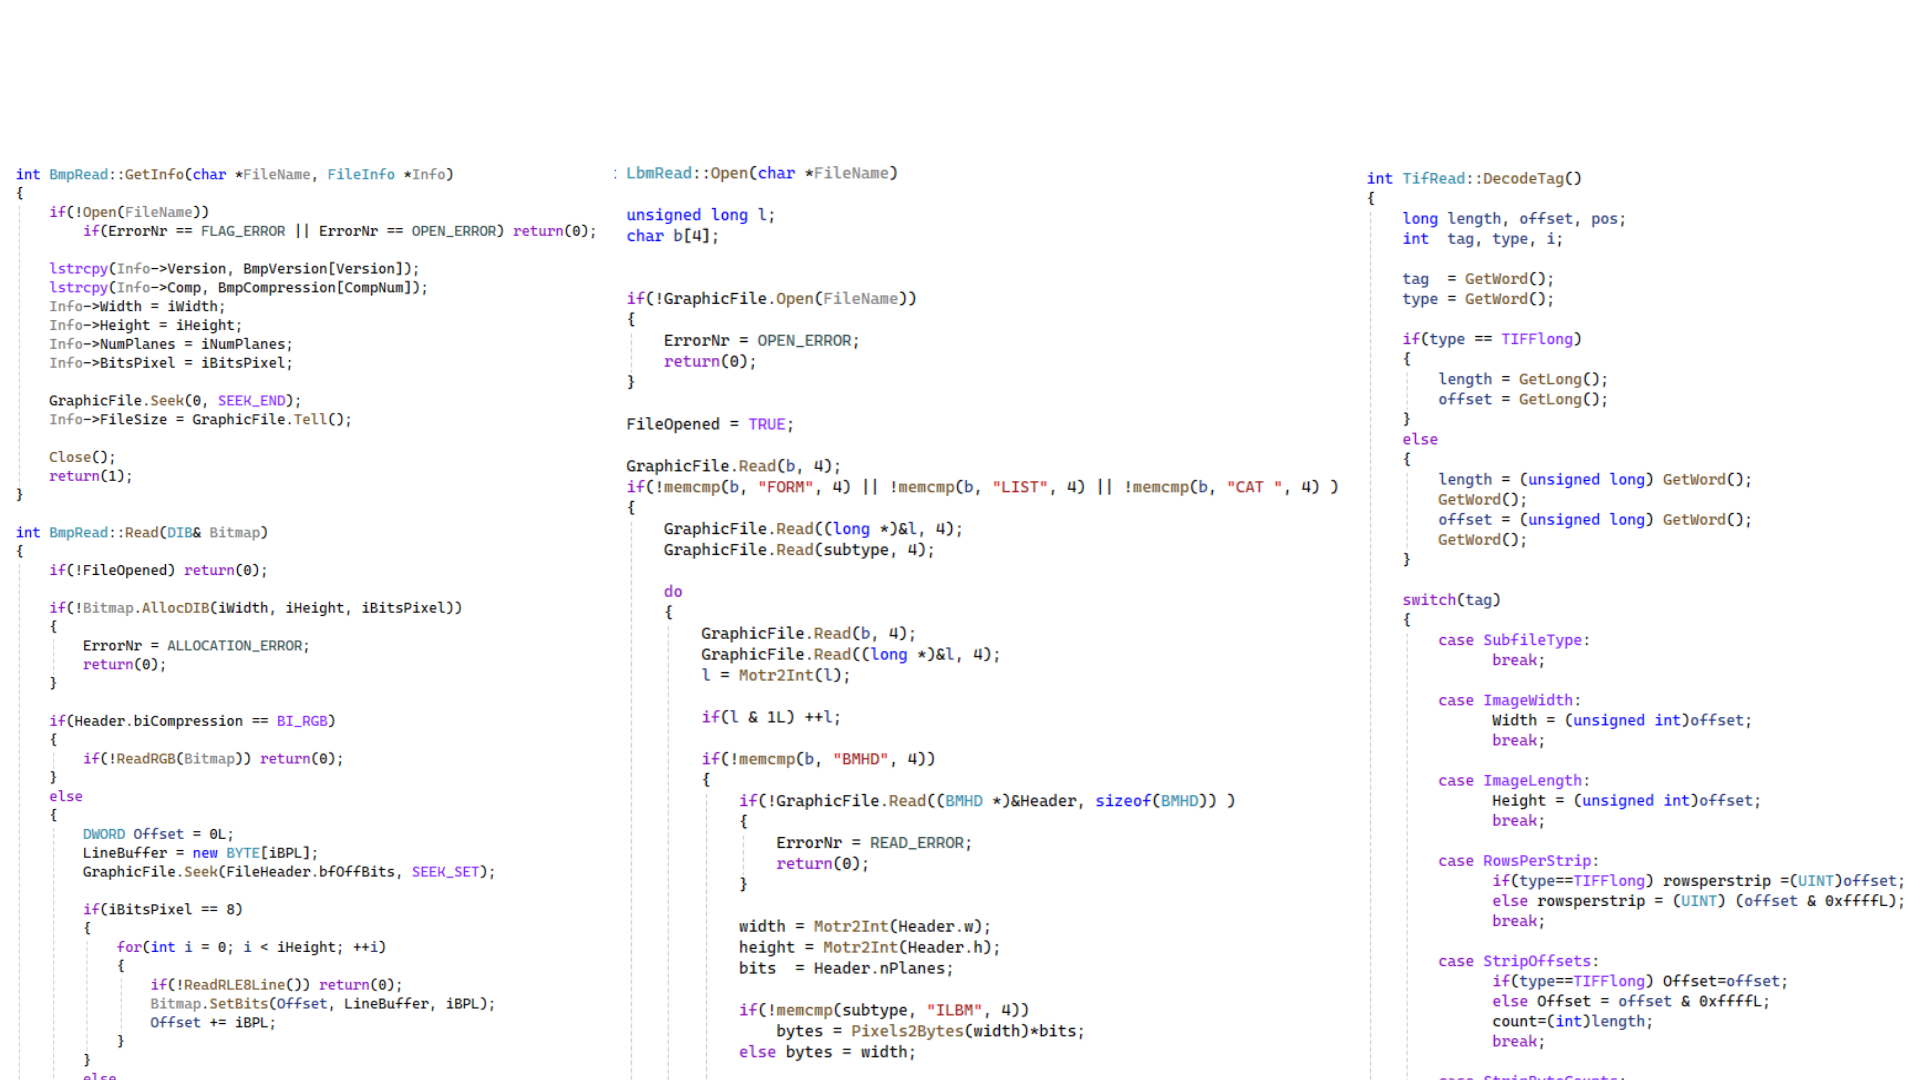 int BmpRead::GetInfo(char *FileName, FileInfo *Info)
{
if(!Open(FileName))
if(ErrorNr == FLAG_ERROR || ErrorNr == OPEN_ERROR) return(0);
lstrcpy(Info->Version, BmpVersion[Version]);
lstrcpy(Info->Comp, BmpCompression[CompNum]);
Info->Width = iWidth;
Info->Height = iHeight;
Info->NumPlanes = iNumPlanes;
Info->BitsPixel = iBitsPixel;
GraphicFile.Seek(0, SEEK_END);
Info->FileSize = GraphicFile.Tell();
Close();
return(1);
}
int BmpRead::Read(DIB& Bitmap)
{
if(!FileOpened) return(0);
if(!Bitmap.AllocDIB(iWidth, iHeight, iBitsPixel))
{
ErrorNr = ALLOCATION_ERROR;
return(0);
}
if(Header.biCompression == BI_RGB)
{
if(!ReadRGB(Bitmap)) return(0);
}
else
{
DWORD Offset = 0L;
LineBuffer = new BYTE[iBPL];
GraphicFile.Seek(FileHeader.bfOffBits, SEEK_SET);
if(iBitsPixel == 8)
{
for(int i = 0; i < iHeight; ++i)
{
if(!ReadRLE8Line()) return(0);
Bitmap.SetBits(Offset, LineBuffer, iBPL);
Offset += iBPL;
}
}
else
: LbmRead::Open(char *FileName)
unsigned long l;
char b[4];
if(!GraphicFile.Open(FileName))
{
ErrorNr = OPEN_ERROR;
return(0);
}
FileOpened = TRUE;
GraphicFile.Read(b, 4);
if(!memcmp(b, "FORM", 4) || !memcmp(b, "LIST", 4) || !memcmp(b, "CAT ", 4) )
{
GraphicFile.Read((long *)&l, 4);
GraphicFile.Read(subtype, 4);
do
{
GraphicFile.Read(b, 4);
GraphicFile.Read((long *)&l, 4);
l = Motr2Int(l);
if(l & 1L) ++l;
if(!memcmp(b, "BMHD", 4))
{
if(!GraphicFile.Read((BMHD *)&Header, sizeof(BMHD)) )
{
ErrorNr = READ_ERROR;
return(0);
}
width = Motr2Int(Header.w);
height = Motr2Int(Header.h);
bits  = Header.nPlanes;
if(!memcmp(subtype, "ILBM", 4))
bytes = Pixels2Bytes(width)*bits;
else bytes = width;
int TifRead::DecodeTag()
{
long length, offset, pos;
int  tag, type, i;
tag  = GetWord();
type = GetWord();
if(type == TIFFlong)
{
length = GetLong();
offset = GetLong();
}
else
{
length = (unsigned long) GetWord();
GetWord();
offset = (unsigned long) GetWord();
GetWord();
}
switch(tag)
{
case SubfileType:
break;
case ImageWidth:
Width = (unsigned int)offset;
break;
case ImageLength:
Height = (unsigned int)offset;
break;
case RowsPerStrip:
if(type==TIFFlong) rowsperstrip =(UINT)offset;
else rowsperstrip = (UINT) (offset & 0xffffL);
break;
case StripOffsets:
if(type==TIFFlong) Offset=offset;
else Offset = offset & 0xffffL;
count=(int)length;
break;
case StripByteCounts: